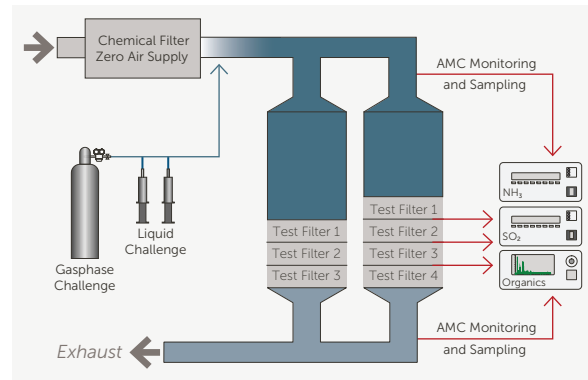 Chemical Filter
Zero Air Supply
AMC Monitoring
and Sampling
NH₃
SO₂
Organics
Liquid
Challenge
Gasphase
Challenge
Test Filter 1
Test Filter 2
Test Filter 3
Test Filter 1
Test Filter 2
Test Filter 3
Test Filter 4
Exhaust
AMC Monitoring
and Sampling